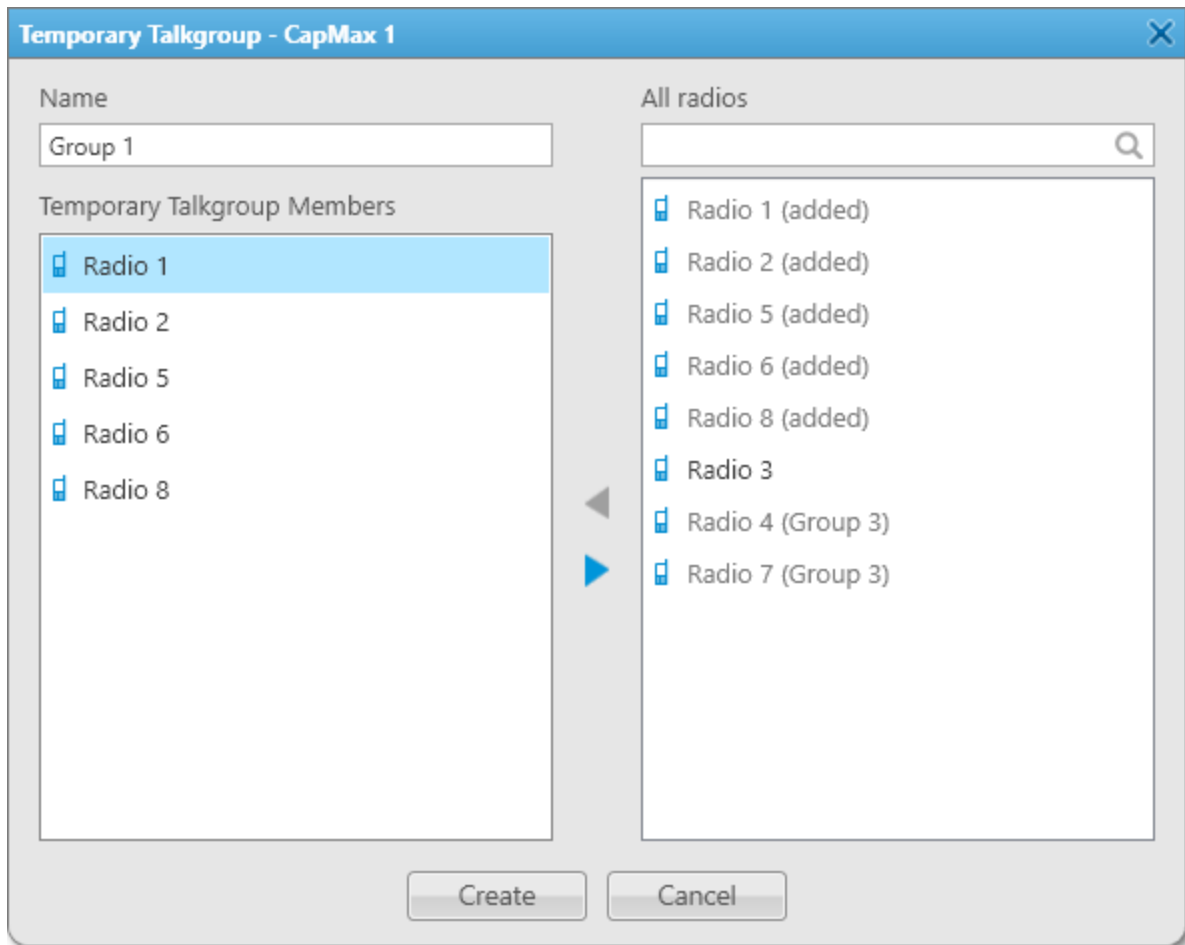 Temporary Talkgroup - CapMax 1
Name
Group 1
Temporary Talkgroup Members
Radio 1
Radio 2
Radio 5
Radio 6
Radio 8
All radios
Radio 1 (added)
Radio 2 (added)
Radio 5 (added)
Radio 6 (added)
Radio 8 (added)
Radio 3
Radio 4 (Group 3)
Radio 7 (Group 3)
Create
Cancel